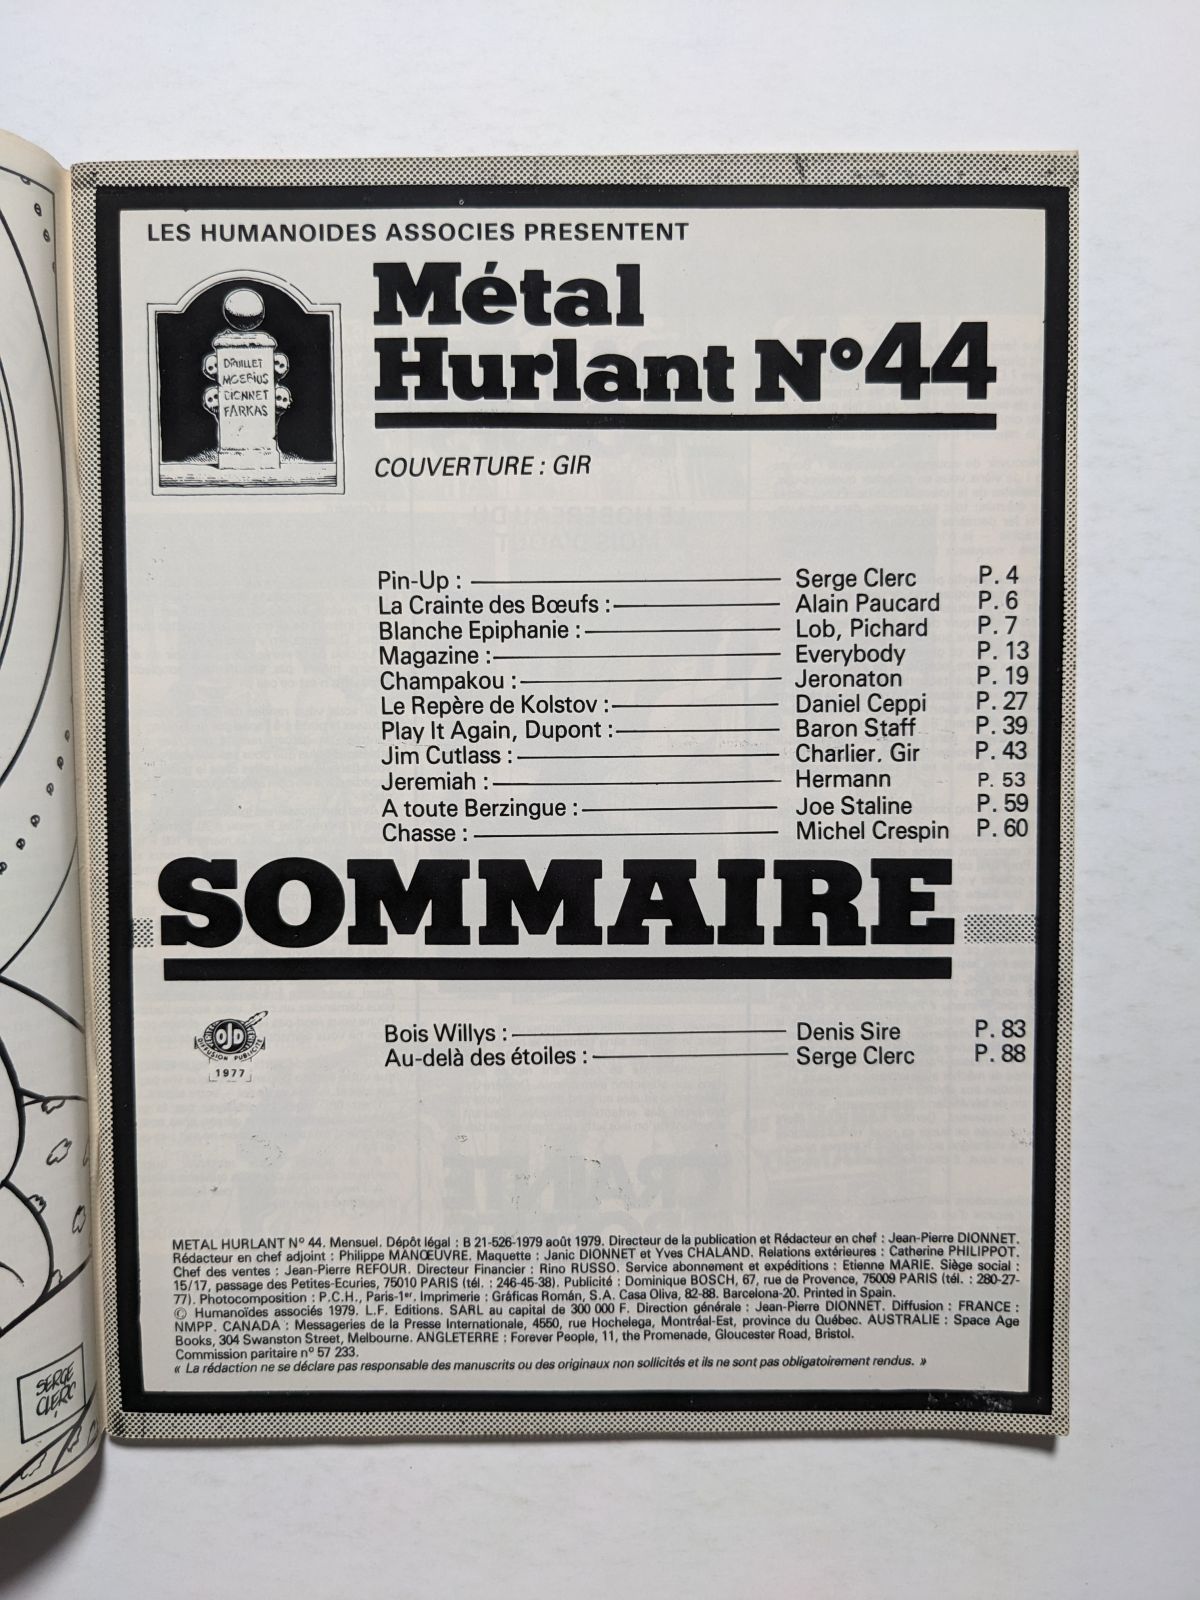 LES HUMANOIDES ASSOCIES PRESENTENT
Métal
Hurlant N°44
DRUILLET
MOEBIUS
DIONNET
FARKAS
COUVERTURE : GIR
Pin-Up : Serge Clerc P. 4
La Crainte des Bœufs : Alain Paucard P. 6
Blanche Epiphanie : Lob, Pichard P. 7
Magazine : Everybody P. 13
Champakou : Jeronaton P. 19
Le Repère de Kolstov : Daniel Ceppi P. 27
Play It Again, Dupont : Baron Staff P. 39
Jim Cutlass : Charlier. Gir P. 43
Jeremiah : Hermann P. 53
A toute Berzingue : Joe Staline P. 59
Chasse : Michel Crespin P. 60
SOMMAIRE
OJD
DIFFUSION PUBLICITE
1977
Bois Willys : Denis Sire P. 83
Au-delà des étoiles : Serge Clerc P. 88
METAL HURLANT N° 44. Mensuel. Dépôt légal : B 21-526-1979 août 1979. Directeur de la publication et Rédacteur en chef : Jean-Pierre DIONNET.
Rédacteur en chef adjoint : Philippe MANŒUVRE. Maquette : Janic DIONNET et Yves CHALAND. Relations extérieures : Catherine PHILIPPOT.
Chef des ventes : Jean-Pierre REFOUR. Directeur Financier : Rino RUSSO. Service abonnement et expéditions : Etienne MARIE. Siège social :
15/17, passage des Petites-Ecuries, 75010 PARIS (tél. : 246-45-38). Publicité : Dominique BOSCH, 67, rue de Provence, 75009 PARIS (tél. : 280-27-
77). Photocomposition : P.C.H., Paris-1er. Imprimerie : Gráficas Román, S.A. Casa Oliva, 82-88. Barcelona-20. Printed in Spain.
© Humanoïdes associés 1979. L.F. Editions. SARL au capital de 300 000 F. Direction générale : Jean-Pierre DIONNET. Diffusion : FRANCE :
NMPP. CANADA : Messageries de la Presse Internationale, 4550, rue Hochelega, Montréal-Est, province du Québec. AUSTRALIE : Space Age
Books, 304 Swanston Street, Melbourne. ANGLETERRE : Forever People, 11, the Promenade, Gloucester Road, Bristol.
Commission paritaire n° 57 233.
« La rédaction ne se déclare pas responsable des manuscrits ou des originaux non sollicités et ils ne sont pas obligatoirement rendus. »
SERGE
CLERC